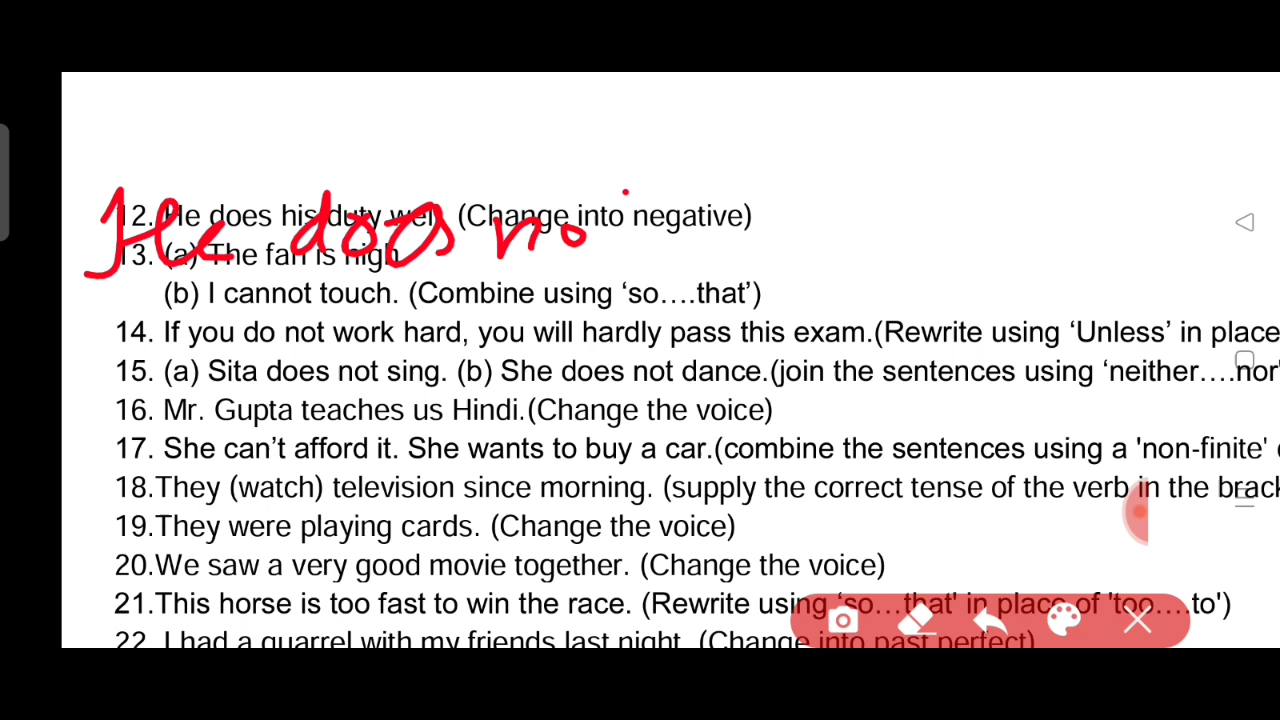 12. He does his duty well. (Change into negative)
He does no
13. (a) The fan is high
(b) I cannot touch. (Combine using ‘so….that’)
14. If you do not work hard, you will hardly pass this exam.(Rewrite using ‘Unless’ in place
15. (a) Sita does not sing. (b) She does not dance.(join the sentences using ‘neither….nor'
16. Mr. Gupta teaches us Hindi.(Change the voice)
17. She can’t afford it. She wants to buy a car.(combine the sentences using a 'non-finite'
18.They (watch) television since morning. (supply the correct tense of the verb in the brack
19.They were playing cards. (Change the voice)
20.We saw a very good movie together. (Change the voice)
21.This horse is too fast to win the race. (Rewrite using ‘so…that' in place of 'too….to')
22. I had a quarrel with my friends last night. (Change into past perfect)